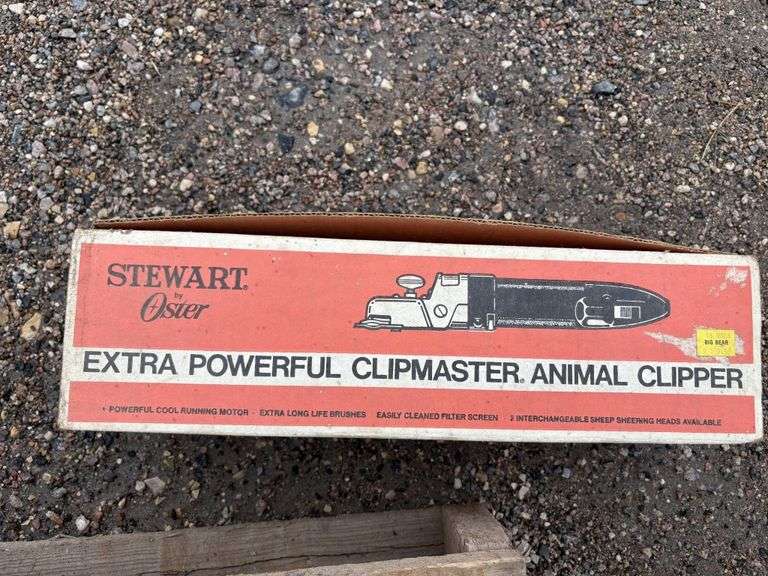 STEWART®
by
Oster
BIG BEAR
EXTRA POWERFUL CLIPMASTER® ANIMAL CLIPPER
• POWERFUL COOL RUNNING MOTOR · EXTRA LONG LIFE BRUSHES EASILY CLEANED FILTER SCREEN · 2 INTERCHANGEABLE SHEEP SHEERING HEADS AVAILABLE